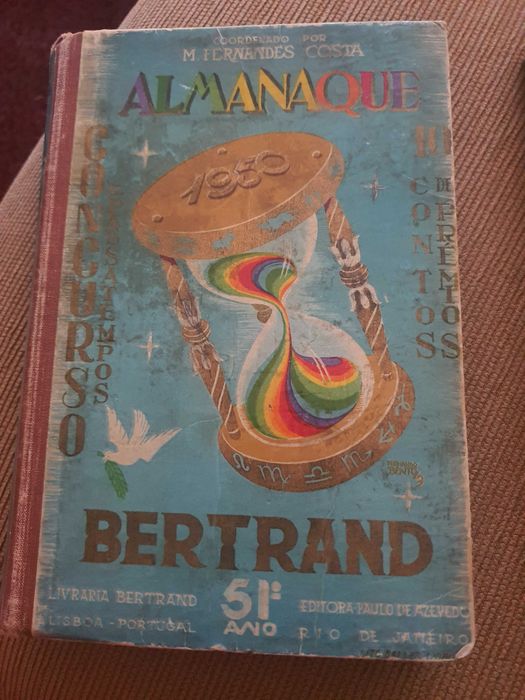 COORDENADO POR
M. FERNANDES COSTA
ALMANAQUE
1950
CONCURSO
PASSATEMPOS
10
CONTOS
DE PRÉMIOS
♌ ♍ ♎ ♏ ♐
BERTRAND
LIVRARIA BERTRAND
LISBOA - PORTUGAL
51º
ANO
EDITORA PAULO DE AZEVEDO
RIO DE JANEIRO